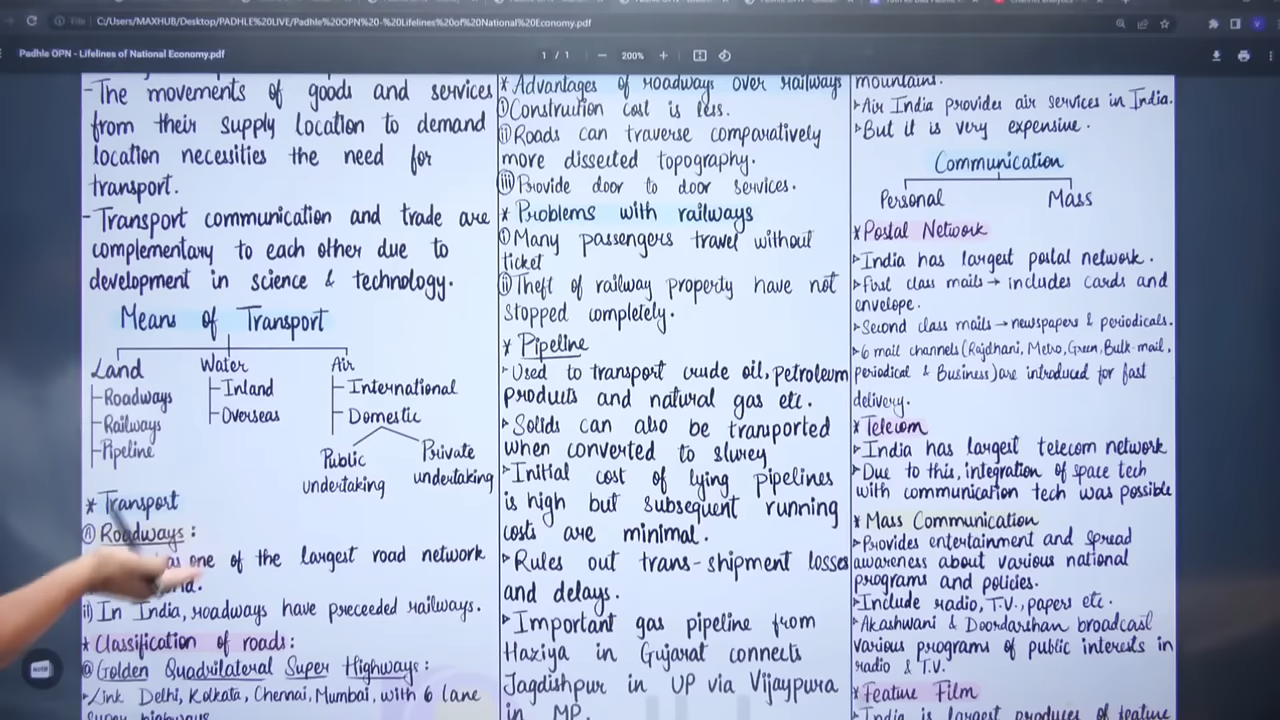 File C:/Users/MAXHUB/Desktop/PADHLE%20LIVE/Padhle%20OPN%20-%20Lifelines%20of%20National%20Economy.pdf
Padhle OPN - Lifelines of National Economy.pdf
1 / 1
200%
- The movements of goods and services
from their supply location to demand
location necessities the need for
transport.
- Transport communication and trade are
complementary to each other due to
development in science & technology.
Means of Transport
Land
Roadways
Railways
Pipeline
Water
Inland
Overseas
Air
International
Domestic
Public
undertaking
Private
undertaking
* Transport
Roadways:
one of the largest road network
ii) In India, roadways have preceeded railways.
* Classification of roads:
@ Golden Quadrilateral Super Highways:
Link Delhi, Kolkata, Chennai, Mumbai, with 6 lane
* Advantages of roadways over railways
i Construction cost is less.
ii Roads can traverse comparatively
more dissected topography.
iii Provide door to door services.
* Problems with railways
i Many passengers travel without
ticket
ii Theft of railway property have not
stopped completely.
* Pipeline
Used to transport crude oil, petroleum
products and natural gas etc.
Solids can also be transported
when converted to slurry
Initial cost of lying pipelines
is high but subsequent running
costs are minimal.
Rules out trans-shipment losses
and delays.
Important gas pipeline from
Haziya in Gujarat connects
Jagdishpur in UP via Vijaypura
in MP.
mountains.
Air India provides air services in India.
But it is very expensive.
Communication
Personal
Mass
* Postal Network
India has largest postal network.
First class mails → includes cards and
envelope.
Second class mails → newspapers & periodicals.
6 mail channels (Rajdhani, Metro, Green, Bulk mail,
periodical & Business) are introduced for fast
delivery.
* Telecom
India has largest telecom network
Due to this, integration of space tech
with communication tech was possible
* Mass Communication
Provides entertainment and spread
awareness about various national
programs and policies.
Include radio, T.V., papers etc.
Akashwani & Doordarshan broadcast
various programs of public interests in
radio & T.V.
* Feature Film
India is largest produces of feature
NOTE